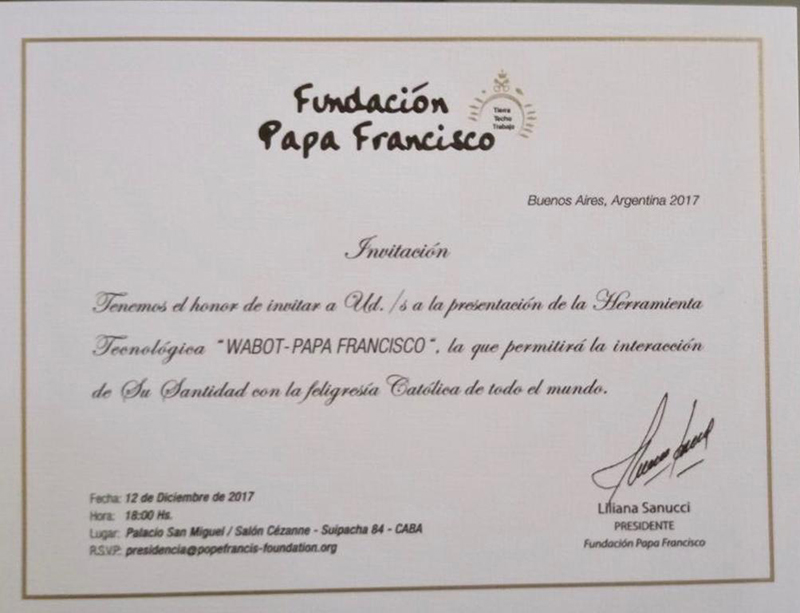 Fundación
Papa Francisco
Tierra
Techo
Trabajo
Buenos Aires, Argentina 2017
Invitación
Tenemos el honor de invitar a Ud./s a la presentación de la Herramienta
Tecnológica "WABOT-PAPA FRANCISCO", la que permitirá la interacción
de Su Santidad con la feligresía Católica de todo el mundo.
Fecha: 12 de Diciembre de 2017
Hora: 18:00 Hs.
Lugar: Palacio San Miguel / Salón Cézanne - Suipacha 84 - CABA
R.S.V.P.: presidencia@popefrancis-foundation.org
Liliana Sanucci
PRESIDENTE
Fundación Papa Francisco